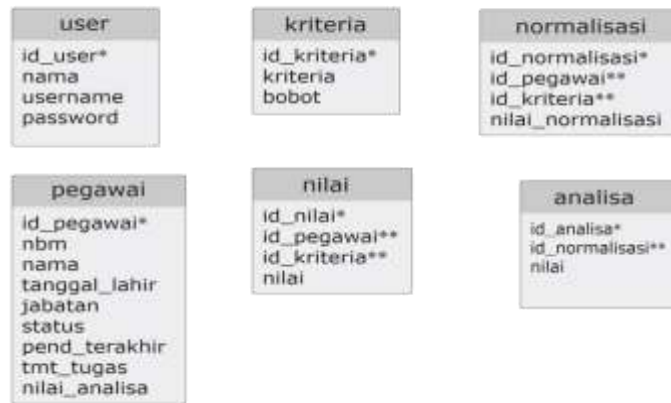 user
id_user*
nama
username
password
kriteria
id_kriteria*
kriteria
bobot
normalisasi
id_normalisasi*
id_pegawai**
id_kriteria**
nilai_normalisasi
pegawai
id_pegawai*
nbm
nama
tanggal_lahir
jabatan
status
pend_terakhir
tmt_tugas
nilai_analisa
nilai
id_nilai*
id_pegawai**
id_kriteria**
nilai
analisa
id_analisa*
id_normalisasi**
nilai